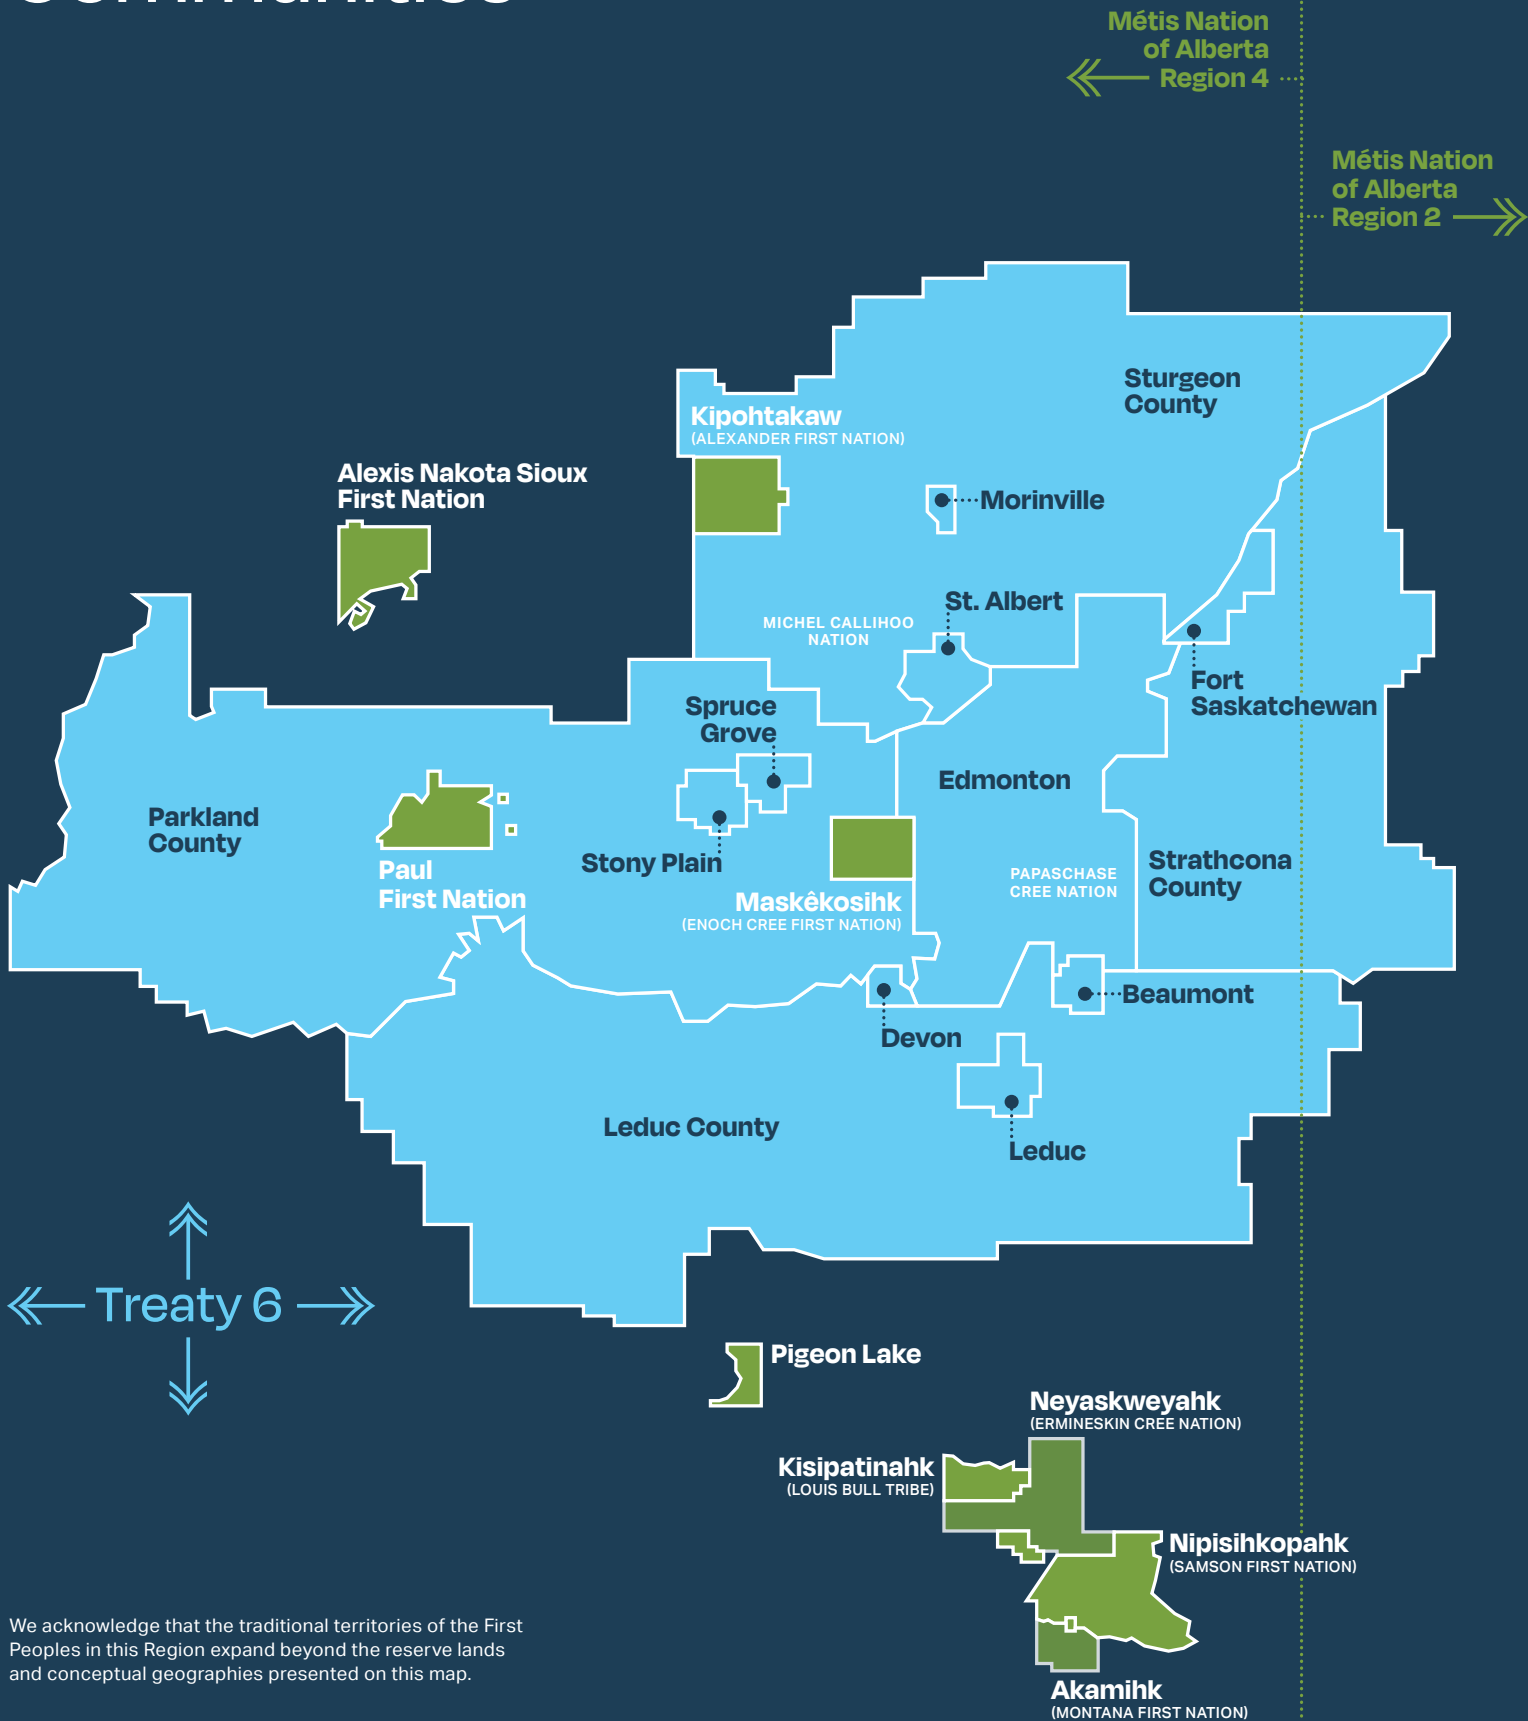 Communities
Métis Nation
of Alberta
Region 4
Métis Nation
of Alberta
Region 2
Sturgeon
County
Kipohtakaw
(ALEXANDER FIRST NATION)
Alexis Nakota Sioux
First Nation
Morinville
St. Albert
MICHEL CALLIHOO
NATION
Fort
Saskatchewan
Spruce
Grove
Edmonton
Parkland
County
Stony Plain
Strathcona
County
Paul
First Nation
PAPASCHASE
CREE NATION
Maskêkosihk
(ENOCH CREE FIRST NATION)
Beaumont
Devon
Leduc County
Leduc
Treaty 6
Pigeon Lake
Neyaskweyahk
(ERMINESKIN CREE NATION)
Kisipatinahk
(LOUIS BULL TRIBE)
Nipisihkopahk
(SAMSON FIRST NATION)
We acknowledge that the traditional territories of the First
Peoples in this Region expand beyond the reserve lands
and conceptual geographies presented on this map.
Akamihk
(MONTANA FIRST NATION)